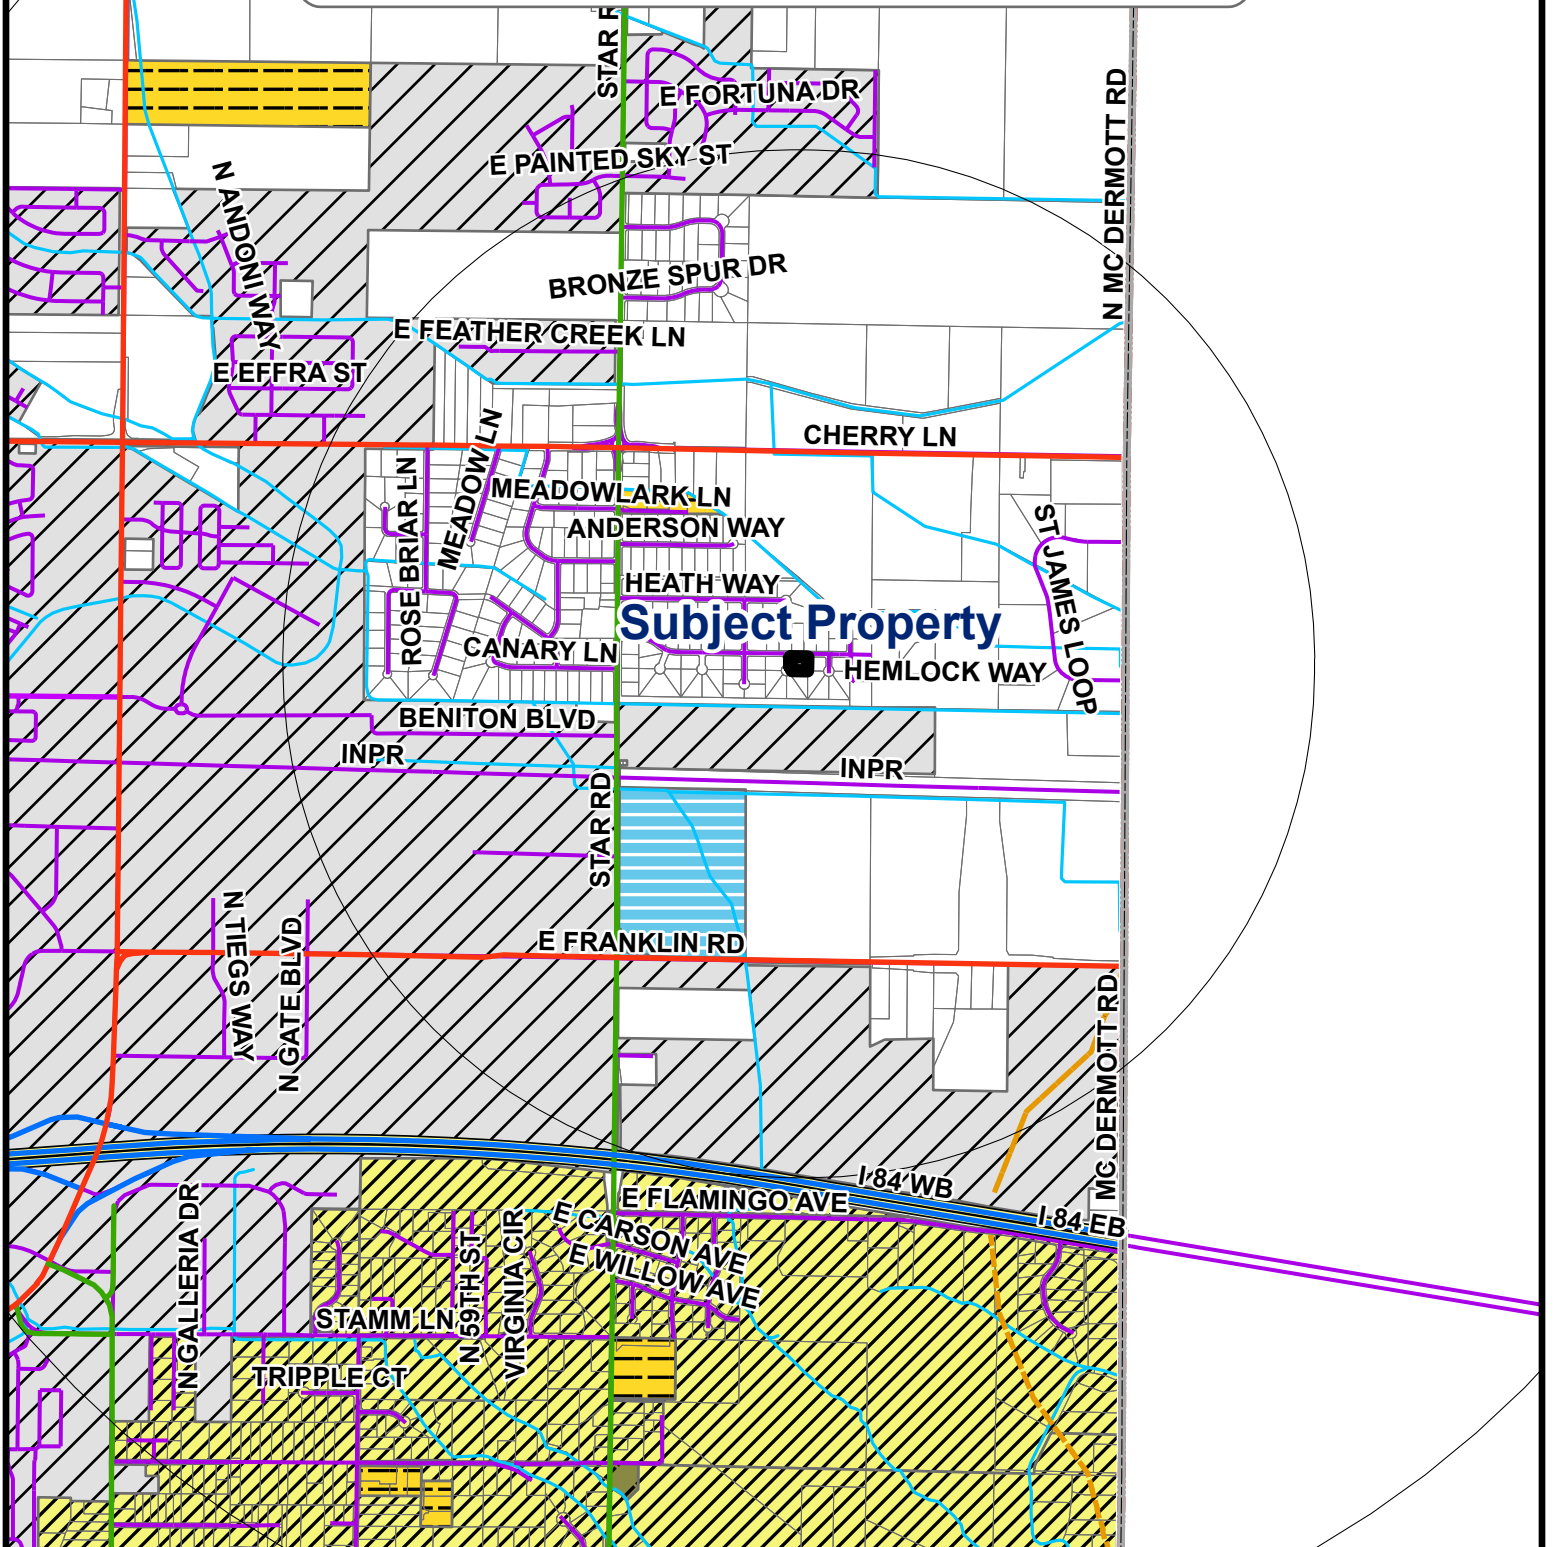 STAR R
E FORTUNA DR
N MC DERMOTT RD
E PAINTED SKY ST
N ANDONI WAY
BRONZE SPUR DR
E FEATHER CREEK LN
E EFFRA ST
CHERRY LN
ROSE BRIAR LN
MEADOW LN
MEADOWLARK LN
ANDERSON WAY
ST JAMES LOOP
HEATH WAY
Subject Property
CANARY LN
HEMLOCK WAY
BENITON BLVD
INPR
INPR
STAR RD
E FRANKLIN RD
N TIEGS WAY
N GATE BLVD
MC DERMOTT RD
I 84 WB
E FLAMINGO AVE
I 84 EB
E CARSON AVE
E WILLOW AVE
N GALLERIA DR
N 59TH ST
VIRGINIA CIR
STAMM LN
TRIPPLE CT